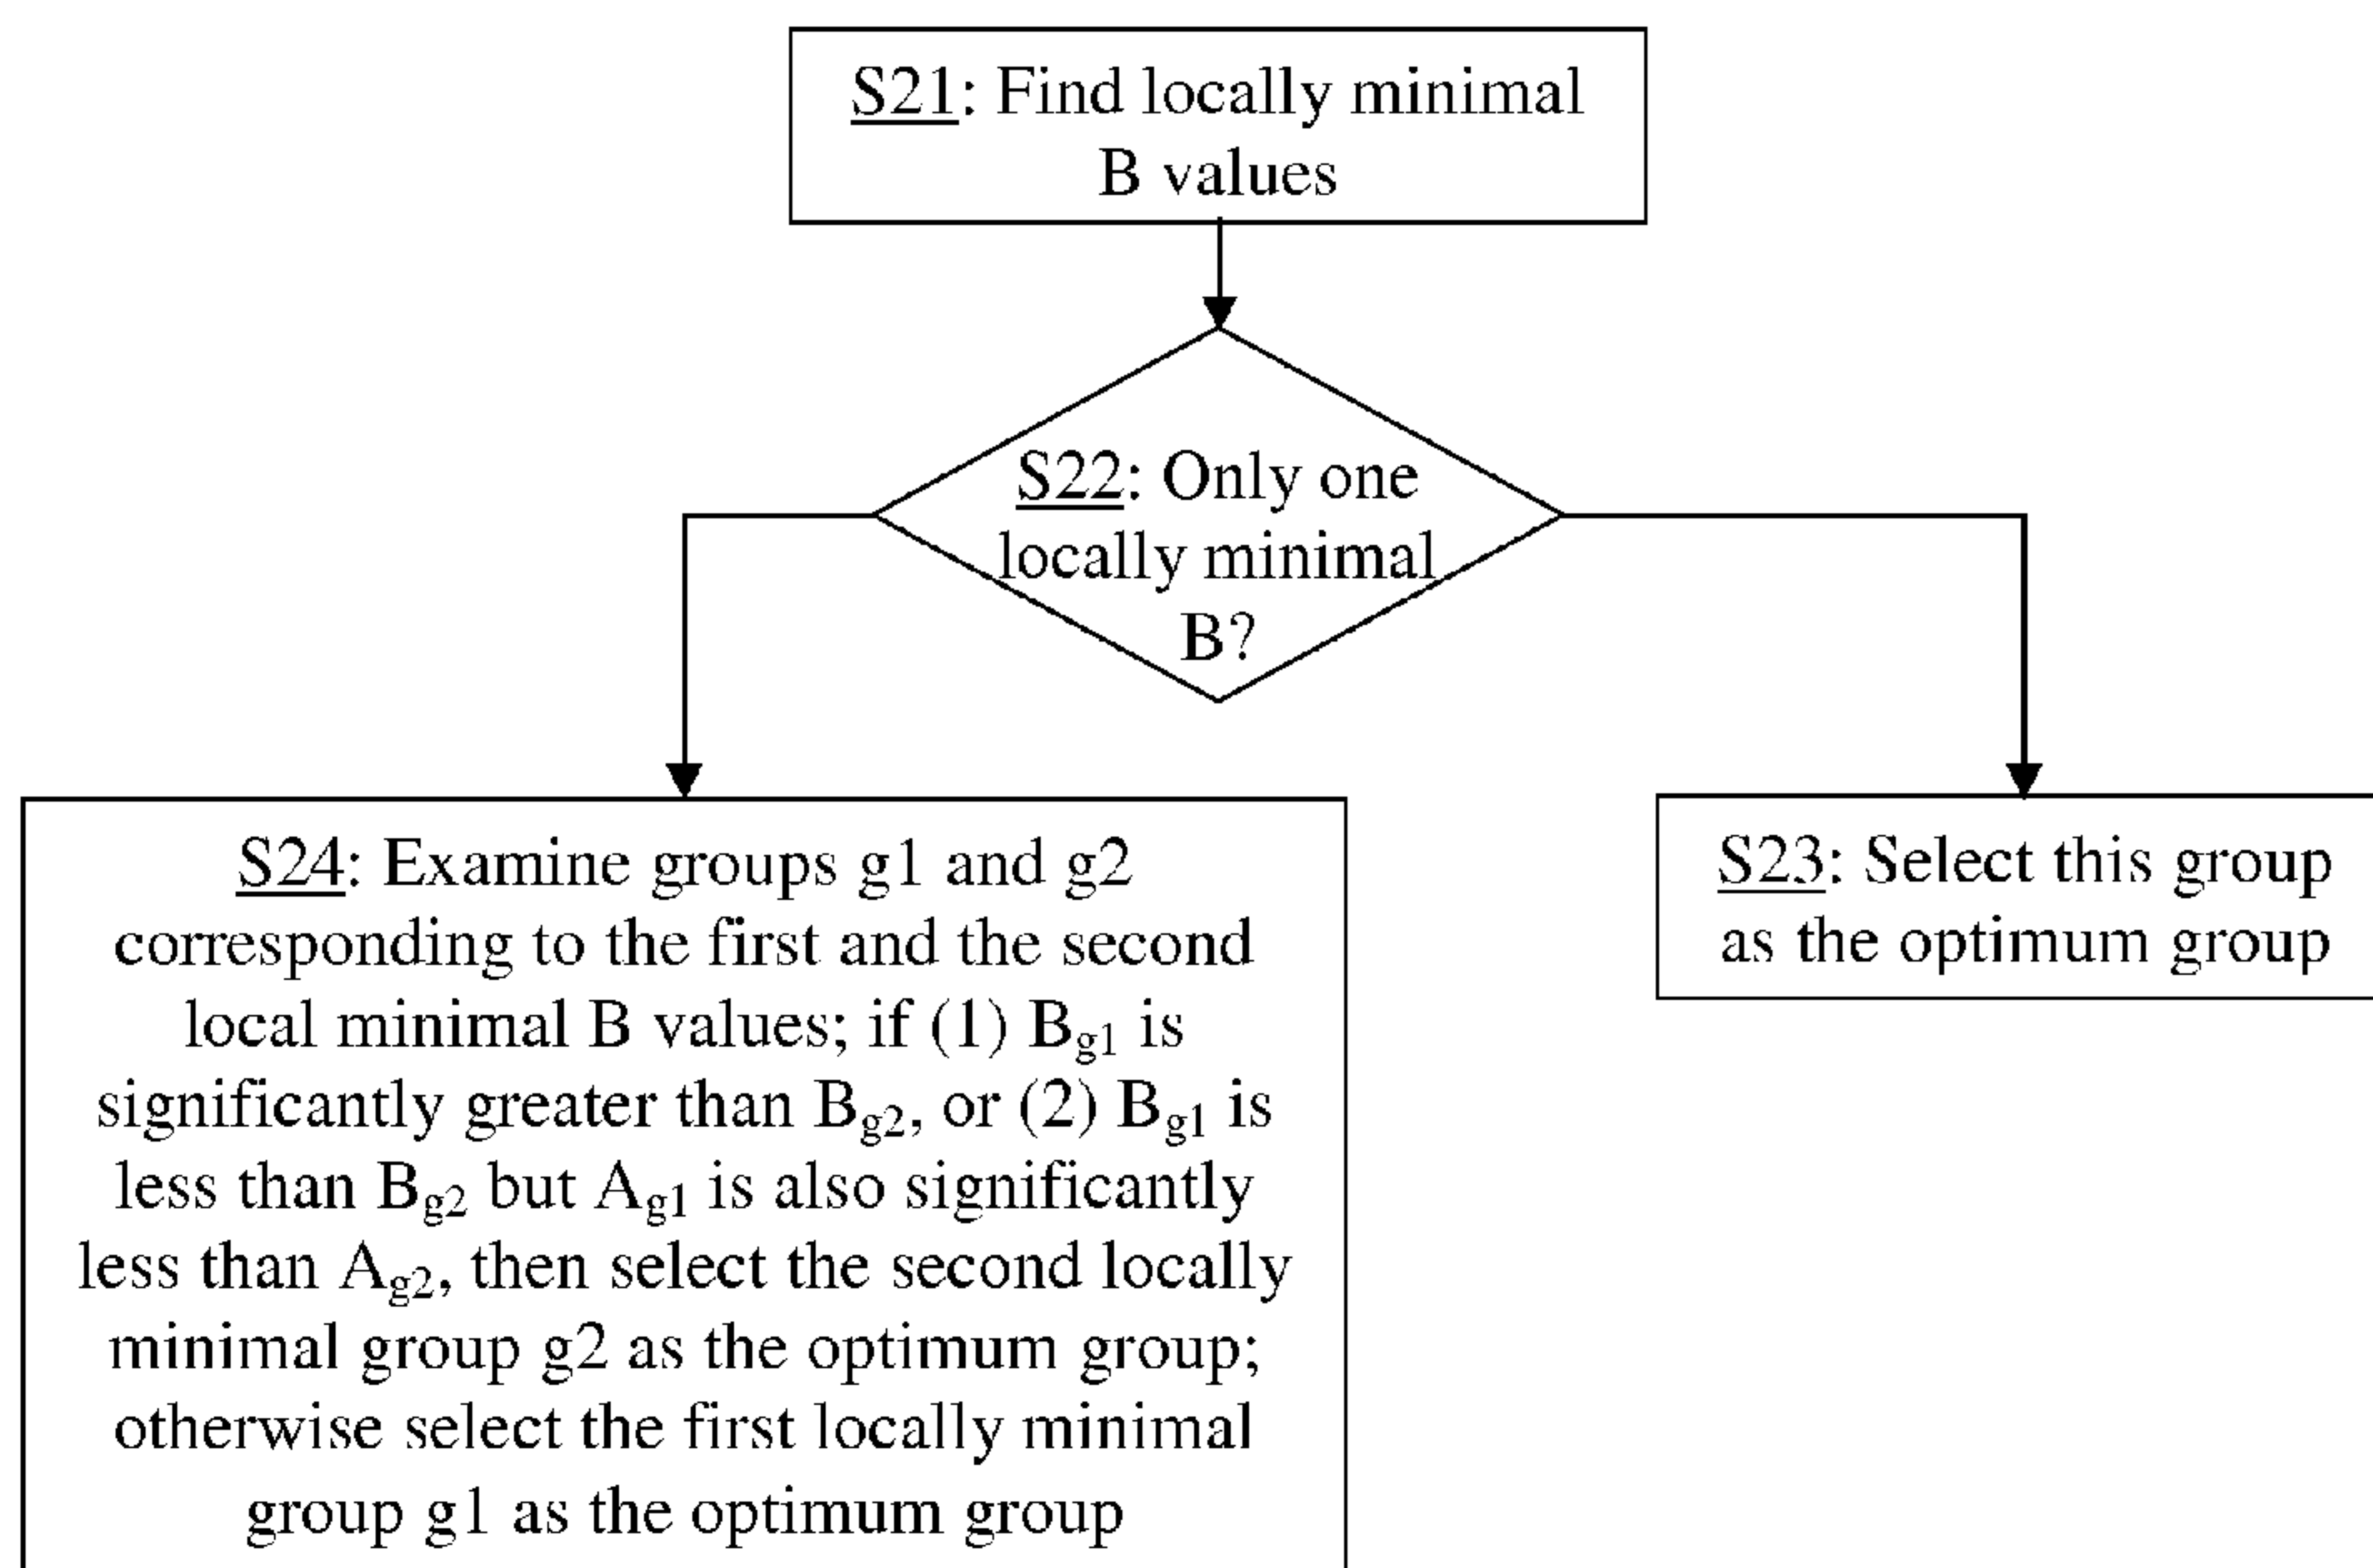 S21: Find locally minimal
B values
S22: Only one
locally minimal
B?
S24: Examine groups g1 and g2
corresponding to the first and the second
local minimal B values; if (1) Bg1 is
significantly greater than Bg2, or (2) Bg1 is
less than Bg2 but Ag1 is also significantly
less than Ag2, then select the second locally
minimal group g2 as the optimum group;
otherwise select the first locally minimal
group g1 as the optimum group
S23: Select this group
as the optimum group